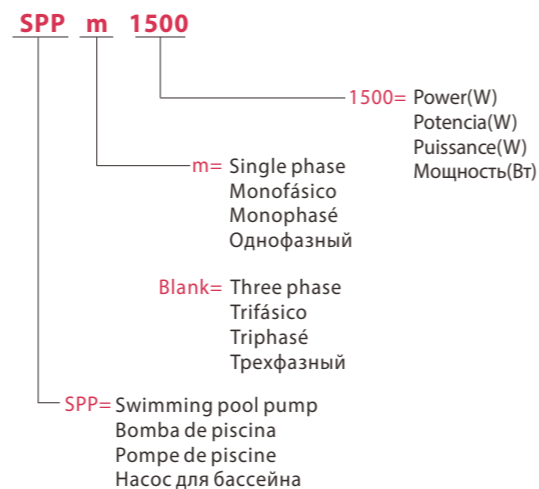 SPP m 1500
1500= Power(W)
Potencia(W)
Puissance(W)
Мощность(Вт)
m= Single phase
Monofásico
Monophasé
Однофазный
Blank= Three phase
Trifásico
Triphasé
Трехфазный
SPP= Swimming pool pump
Bomba de piscina
Pompe de piscine
Насос для бассейна